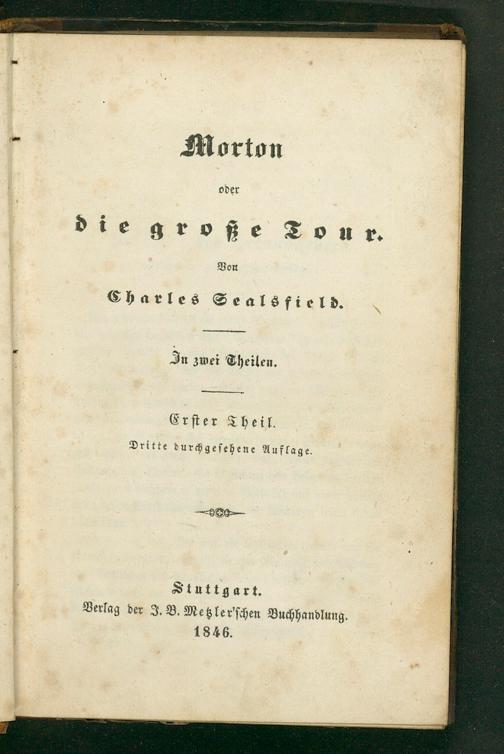 Morton
oder
die große Tour.
Von
Charles Sealsfield.
In zwei Theilen.
Erster Theil.
Dritte durchgesehene Auflage.
Stuttgart.
Verlag der J. B. Metzler'schen Buchhandlung.
1846.